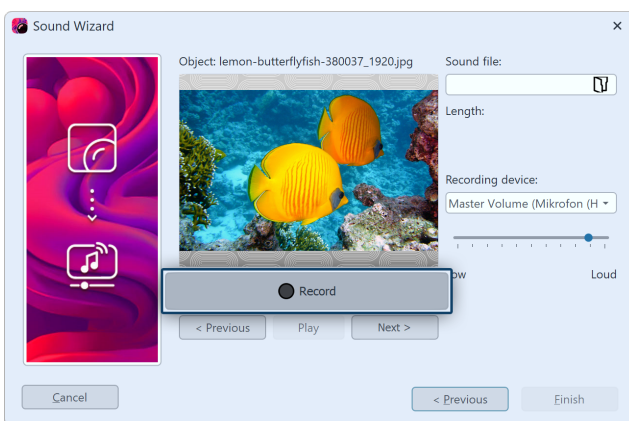 Sound Wizard
Object: lemon-butterflyfish-380037_1920.jpg
Sound file:
Length:
Recording device:
Master Volume (Mikrofon (H
Loud
Record
< Previous
Play
Next >
Cancel
< Previous
Finish